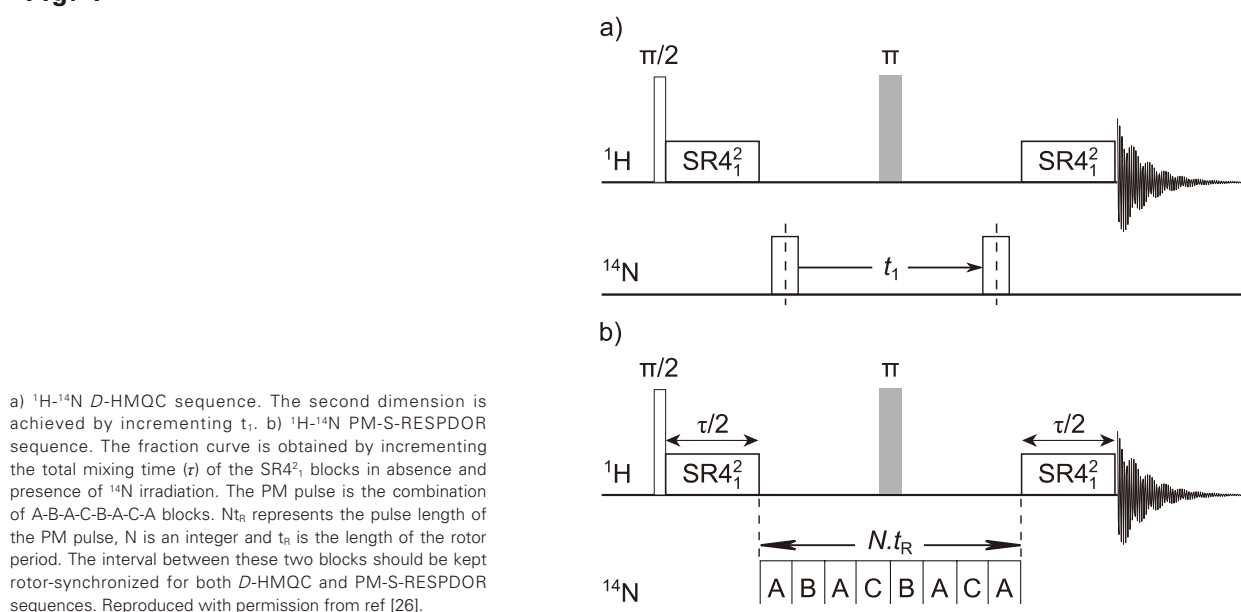 a)
π/2
π
¹H
SR4²₁
SR4²₁
¹⁴N
t₁
b)
π/2
π
τ/2
τ/2
¹H
SR4²₁
SR4²₁
N.t_R
¹⁴N
A B A C B A C A
a) ¹H-¹⁴N D-HMQC sequence. The second dimension is
achieved by incrementing t₁. b) ¹H-¹⁴N PM-S-RESPDOR
sequence. The fraction curve is obtained by incrementing
the total mixing time (τ) of the SR4²₁ blocks in absence and
presence of ¹⁴N irradiation. The PM pulse is the combination
of A-B-A-C-B-A-C-A blocks. Nt_R represents the pulse length of
the PM pulse, N is an integer and t_R is the length of the rotor
period. The interval between these two blocks should be kept
rotor-synchronized for both D-HMQC and PM-S-RESPDOR
sequences. Reproduced with permission from ref [26].